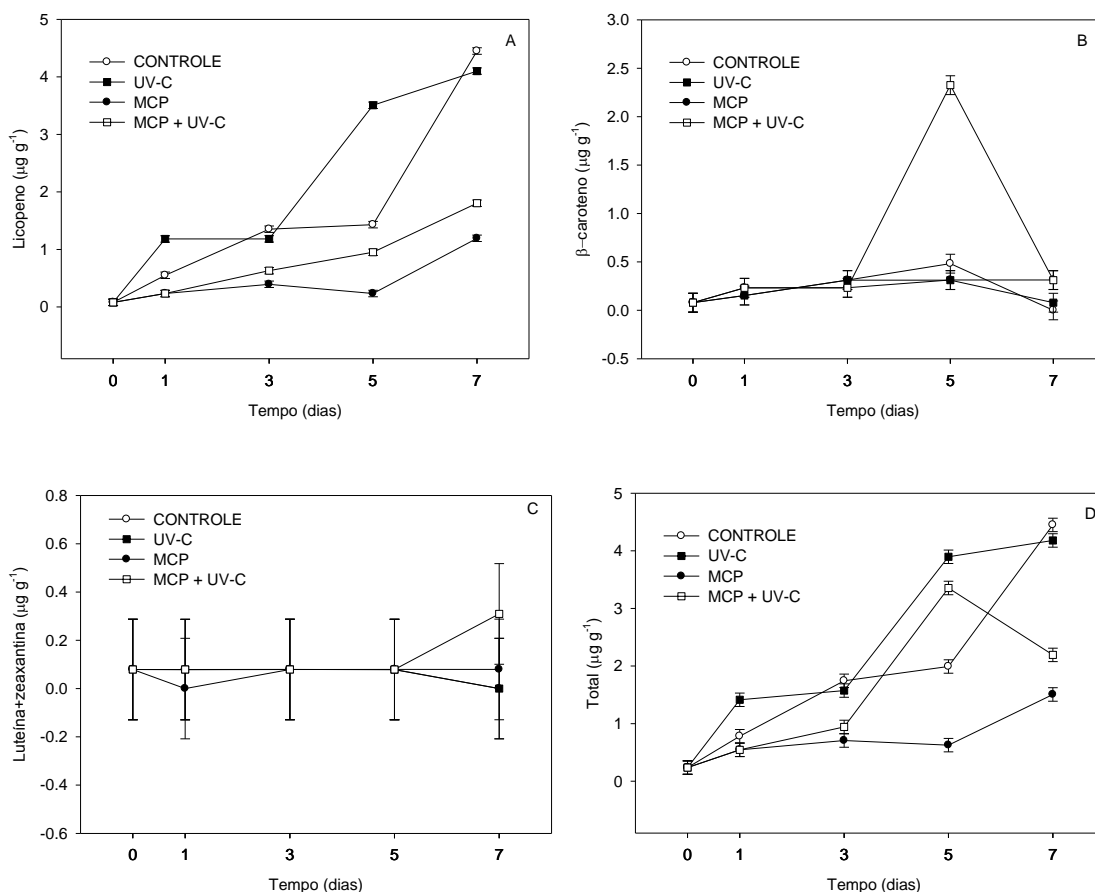 A
CONTROLE
UV-C
MCP
MCP + UV-C
Licopeno (µg g-1)
5
4
3
2
1
0
0 1 3 5 7
Tempo (dias)
B
CONTROLE
UV-C
MCP
MCP + UV-C
β-caroteno (µg g-1)
3.0
2.5
2.0
1.5
1.0
0.5
0.0
-0.5
0 1 3 5 7
Tempo (dias)
C
CONTROLE
UV-C
MCP
MCP + UV-C
Luteína+zeaxantina (µg g-1)
0.8
0.6
0.4
0.2
0.0
-0.2
-0.4
-0.6
0 1 3 5 7
Tempo (dias)
D
CONTROLE
UV-C
MCP
MCP + UV-C
Total (µg g-1)
5
4
3
2
1
0
0 1 3 5 7
Tempo (dias)